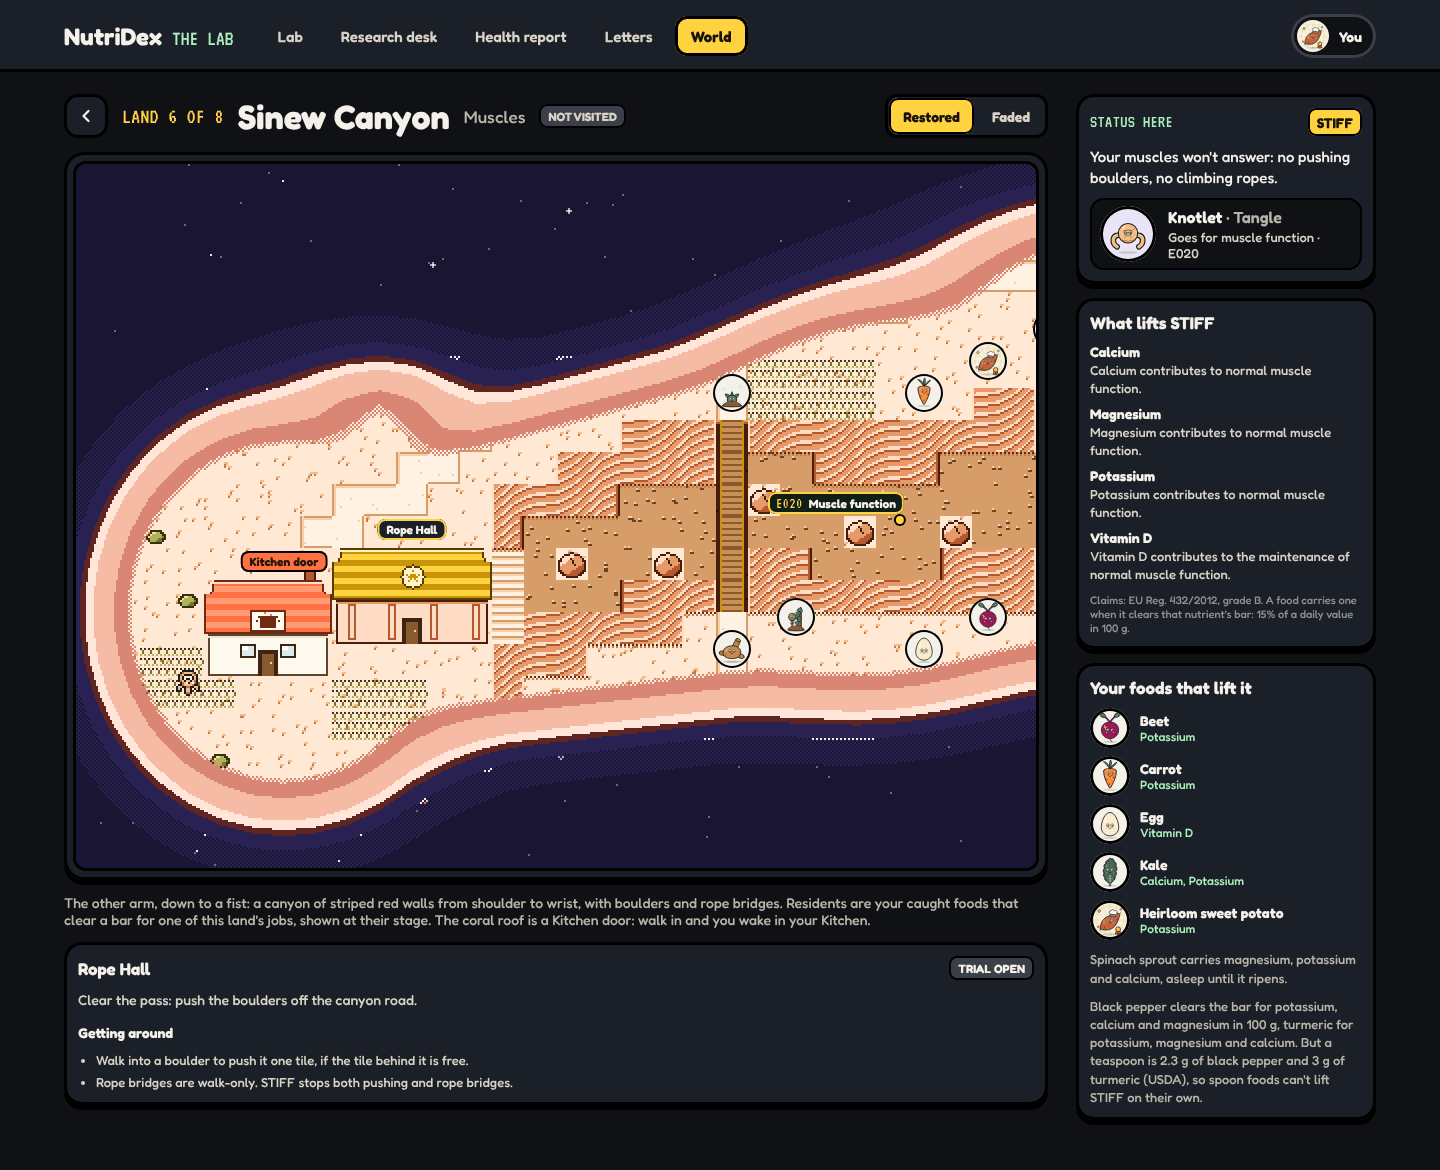 NutriDex THE LAB
Lab
Research desk
Health report
Letters
World
You
LAND 6 OF 8
Sinew Canyon
Muscles
NOT VISITED
Restored
Faded
Kitchen door
Rope Hall
E020 Muscle function
The other arm, down to a fist: a canyon of striped red walls from shoulder to wrist, with boulders and rope bridges. Residents are your caught foods that
clear a bar for one of this land's jobs, shown at their stage. The coral roof is a Kitchen door: walk in and you wake in your Kitchen.
Rope Hall
TRIAL OPEN
Clear the pass: push the boulders off the canyon road.
Getting around
• Walk into a boulder to push it one tile, if the tile behind it is free.
• Rope bridges are walk-only. STIFF stops both pushing and rope bridges.
STATUS HERE
STIFF
Your muscles won't answer: no pushing
boulders, no climbing ropes.
Knotlet · Tangle
Goes for muscle function ·
E020
What lifts STIFF
Calcium
Calcium contributes to normal muscle
function.
Magnesium
Magnesium contributes to normal muscle
function.
Potassium
Potassium contributes to normal muscle
function.
Vitamin D
Vitamin D contributes to the maintenance of
normal muscle function.
Claims: EU Reg. 432/2012, grade B. A food carries one
when it clears that nutrient's bar: 15% of a daily value
in 100 g.
Your foods that lift it
Beet
Potassium
Carrot
Potassium
Egg
Vitamin D
Kale
Calcium, Potassium
Heirloom sweet potato
Potassium
Spinach sprout carries magnesium, potassium
and calcium, asleep until it ripens.
Black pepper clears the bar for potassium,
calcium and magnesium in 100 g, turmeric for
potassium, magnesium and calcium. But a
teaspoon is 2.3 g of black pepper and 3 g of
turmeric (USDA), so spoon foods can't lift
STIFF on their own.